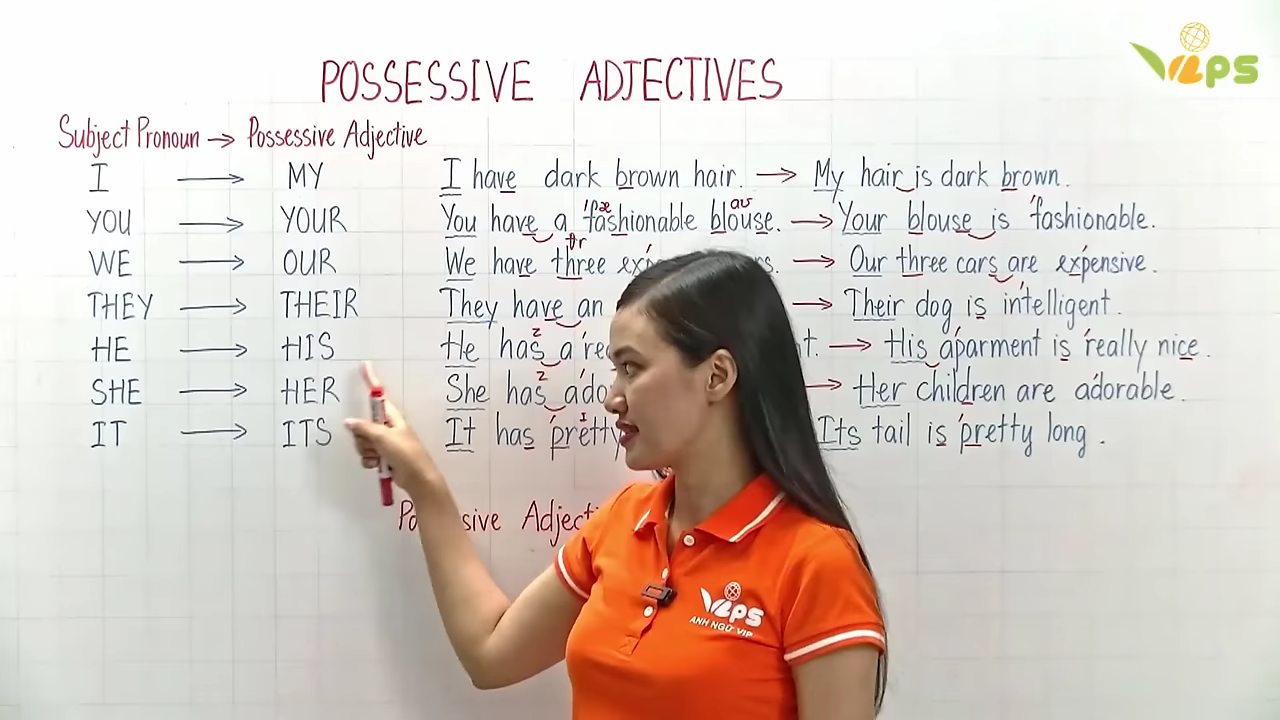 VIPS
POSSESSIVE ADJECTIVES
Subject Pronoun → Possessive Adjective
I → MY I have dark brown hair. → My hair is dark brown.
YOU → YOUR You have a 'fashionable blouse. → Your blouse is 'fashionable.
WE → OUR We have three → Our three cars are expensive.
THEY → THEIR They have an → Their dog is intelligent.
HE → HIS He has a → His aparment is really nice.
SHE → HER She has → Her children are adorable.
IT → ITS It has pretty Its tail is pretty long.
VIPS
ANH NGỮ VIP